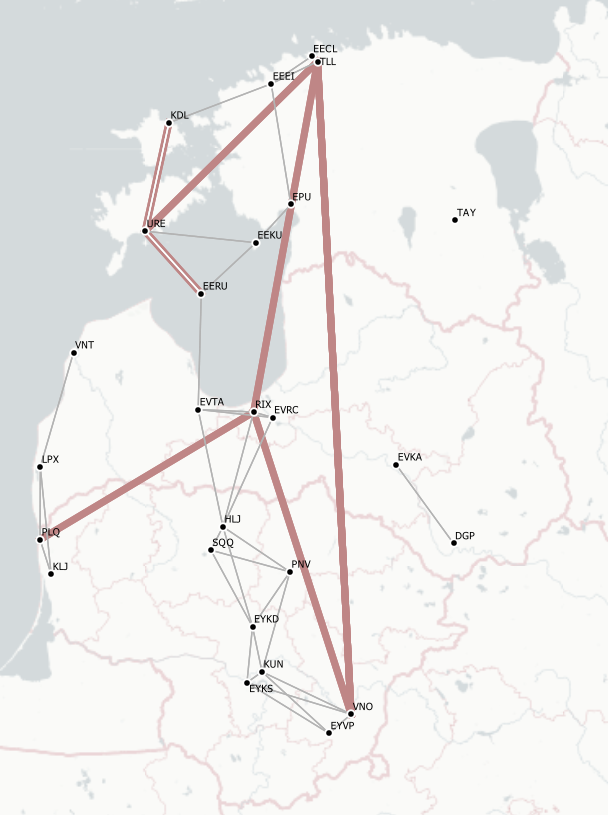 EECL
TLL
EEEI
KDL
EPU
TAY
URE
EEKU
EERU
VNT
EVTA
RIX
EVRC
LPX
EVKA
HLJ
PLQ
SQQ
DGP
KLJ
PNV
EYKD
KUN
EYKS
VNO
EYVP